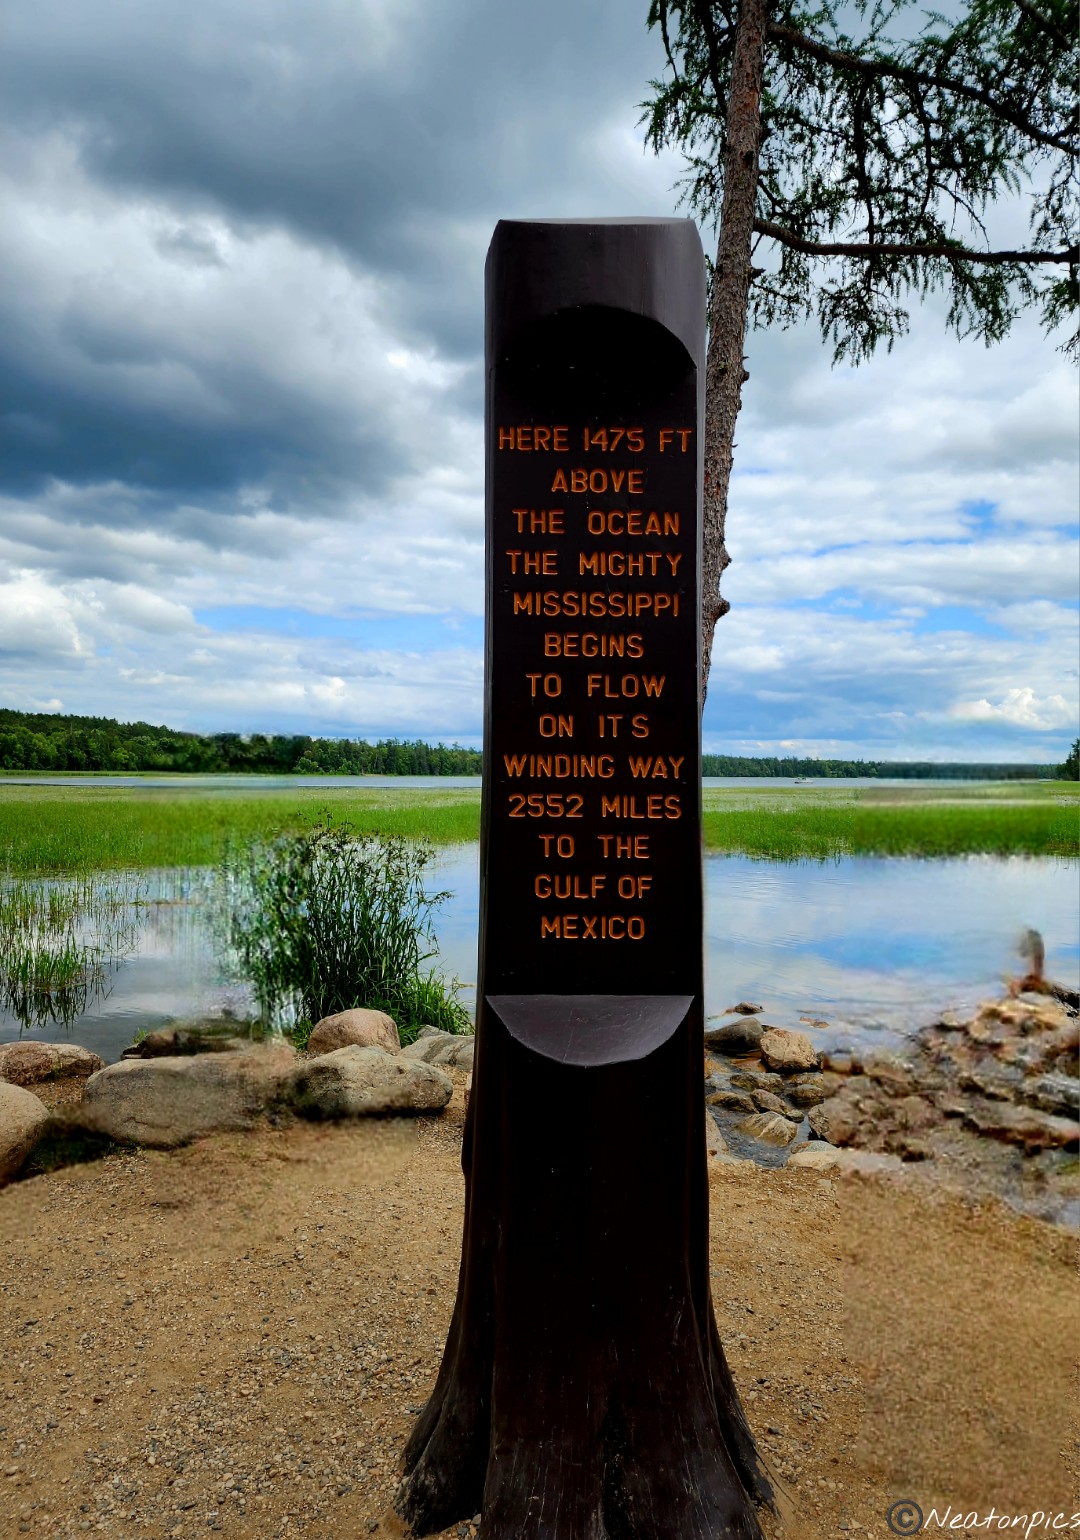 HERE 1475 FT
ABOVE
THE OCEAN
THE MIGHTY
MISSISSIPPI
BEGINS
TO FLOW
ON ITS
WINDING WAY
2552 MILES
TO THE
GULF OF
MEXICO
©Neatonpics